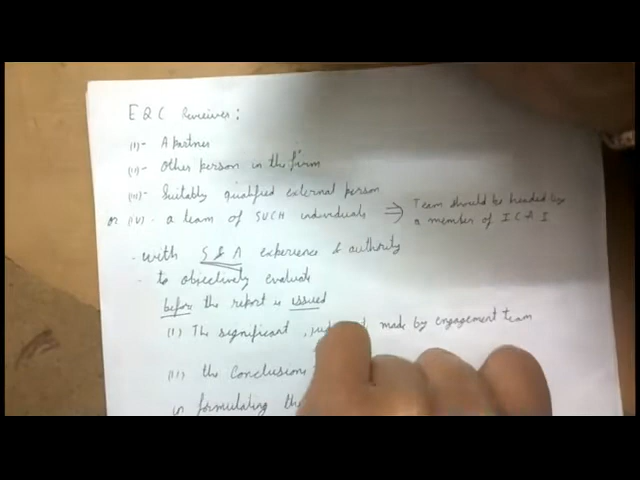 E Q C Reviewer :
(i) - A partner
(ii) - Other person in the firm
(iii) - Suitably qualified external person
or (iv) - a team of SUCH individuals ⇒ Team should be headed by
a member of I C A I
- with S & A experience & authority
- to objectively evaluate
before the report is issued
(i) The significant made by engagement team
(ii) the conclusion
in formulating the